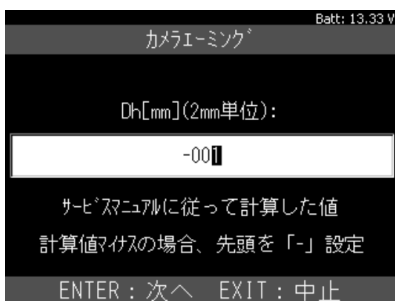 Batt: 13.33 V
カメラエーミング
Dh[mm](2mm単位):
-001
サービスマニュアルに従って計算した値
計算値マイナスの場合、先頭を「-」設定
ENTER:次へ EXIT:中止